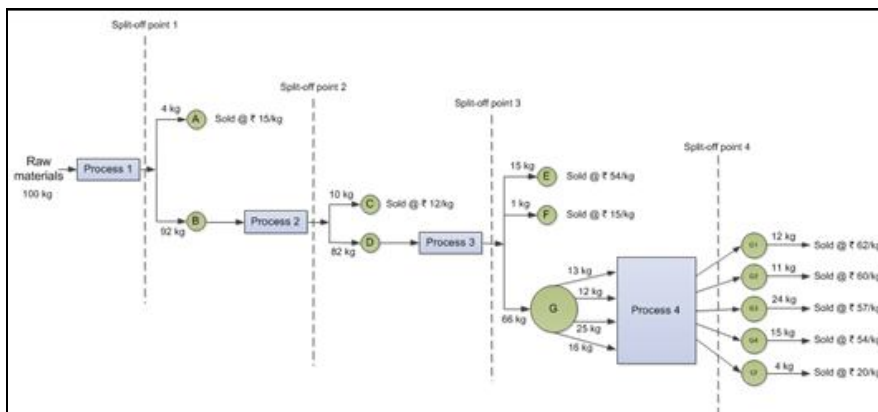 Split-off point 1
Split-off point 2
Split-off point 3
Split-off point 4
4 kg
A
Sold @ ₹ 15/kg
Raw
materials
100 kg
Process 1
92 kg
B
Process 2
10 kg
C
Sold @ ₹ 12/kg
82 kg
D
Process 3
15 kg
E
Sold @ ₹ 54/kg
1 kg
F
Sold @ ₹ 15/kg
66 kg
G
13 kg
12 kg
25 kg
16 kg
Process 4
G1
12 kg
Sold @ ₹ 62/kg
G2
11 kg
Sold @ ₹ 60/kg
G3
24 kg
Sold @ ₹ 57/kg
G4
15 kg
Sold @ ₹ 54/kg
4 kg
Sold @ ₹ 20/kg